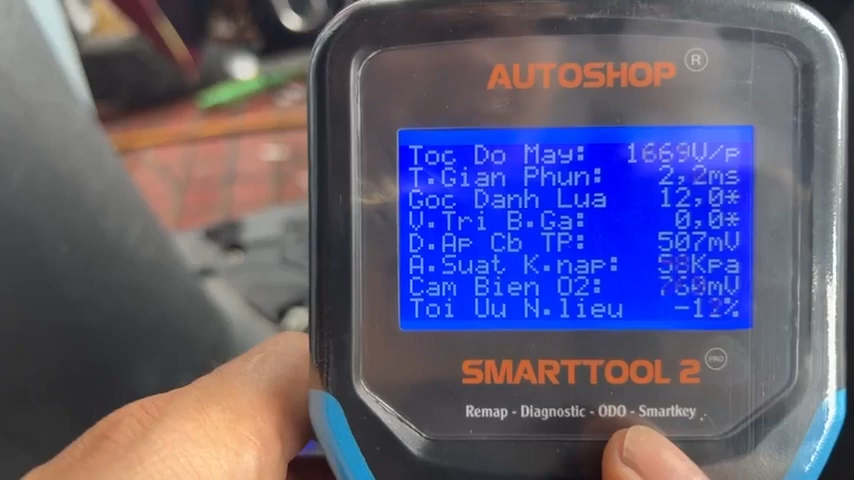 AUTOSHOP ®
Toc Do May: 1669V/p
T.Gian Phun: 2,2ms
Goc Danh Lua 12,0*
V.Tri B.Ga: 0,0*
D.Ap Cb TP: 507mV
A.Suat K.nap: 58Kpa
Cam Bien O2: 760mV
Toi Uu N.lieu -12%
SMARTTOOL 2 PRO
Remap - Diagnostic - ODO - Smartkey